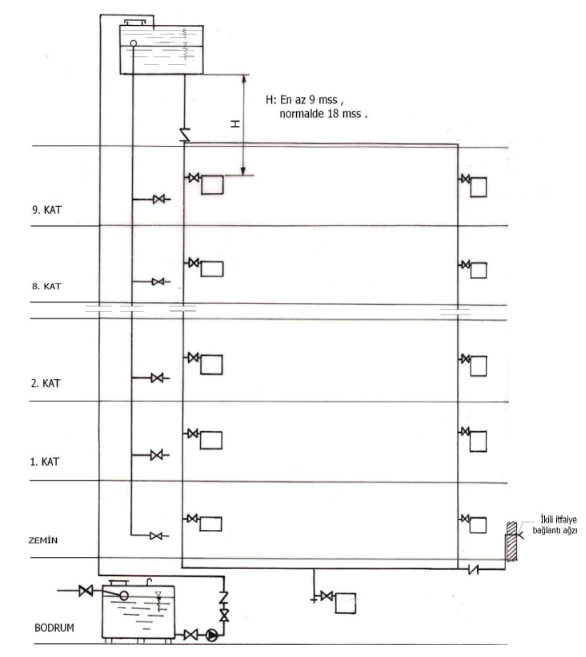 H: En az 9 mss ,
normalde 18 mss .
H
9. KAT
8. KAT
2. KAT
1. KAT
ZEMİN
İkili itfaiye
bağlantı ağzı
BODRUM